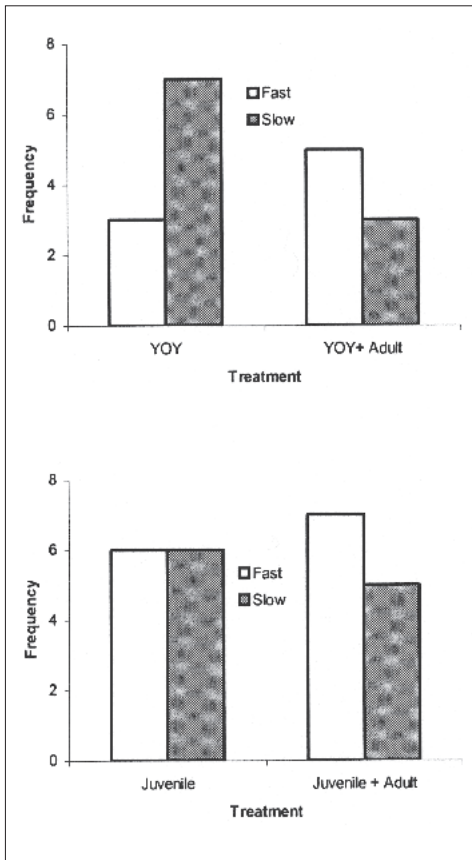 8
Fast
Slow
6
4
2
0
Frequency
YOY
YOY+ Adult
Treatment
8
6
Fast
Slow
4
2
0
Frequency
Juvenile
Juvenile + Adult
Treatment